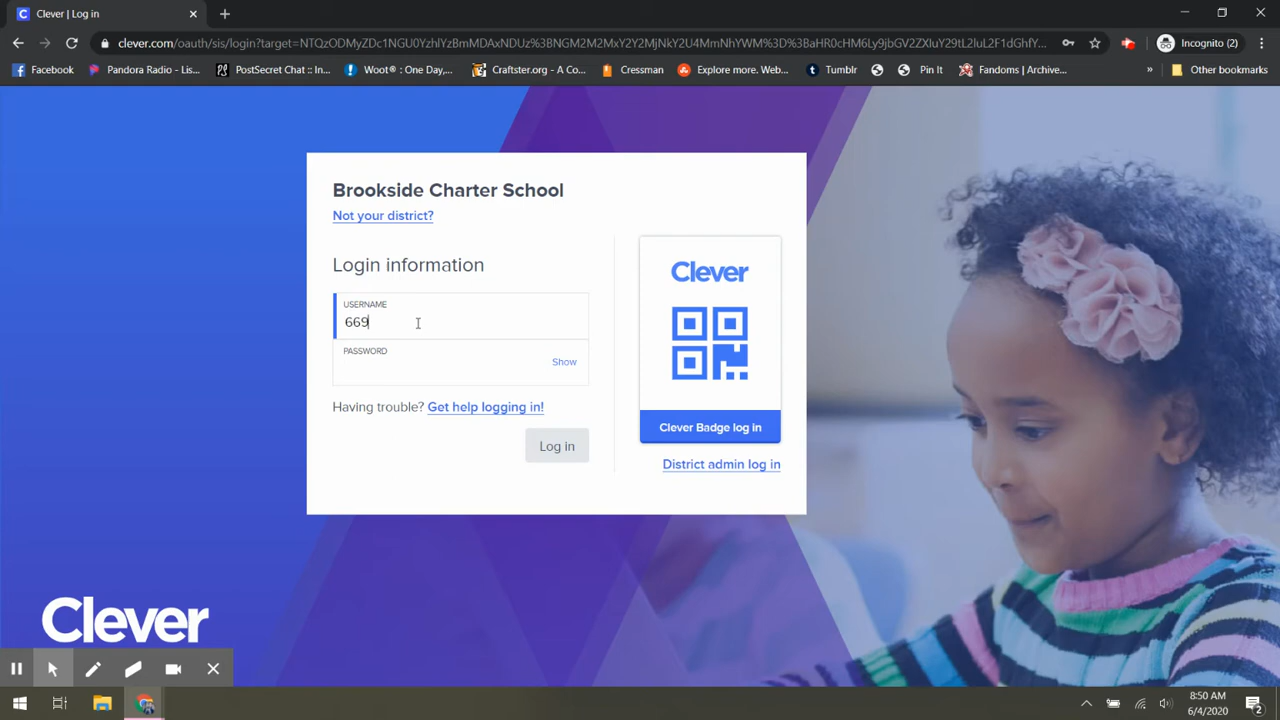 Clever | Log in
clever.com/oauth/sis/login?target=NTQzODMyZDc1NGU0YzhlYzBmMDAxNDUz%3BNGM2M2MxY2Y2MjNkY2U4MmNhYWM%3D%3BaHR0cHM6Ly9jbGV2ZXIuY29tL2luL2F1dGhfY...
Incognito (2)
Facebook
Pandora Radio - Lis...
PostSecret Chat :: In...
Woot® : One Day,...
Craftster.org - A Co...
Cressman
Explore more. Web...
Tumblr
Pin It
Fandoms | Archive...
»
Other bookmarks
Brookside Charter School
Not your district?
Login information
USERNAME
669
PASSWORD
Show
Having trouble? Get help logging in!
Log in
Clever
Clever Badge log in
District admin log in
Clever
8:50 AM
6/4/2020
2